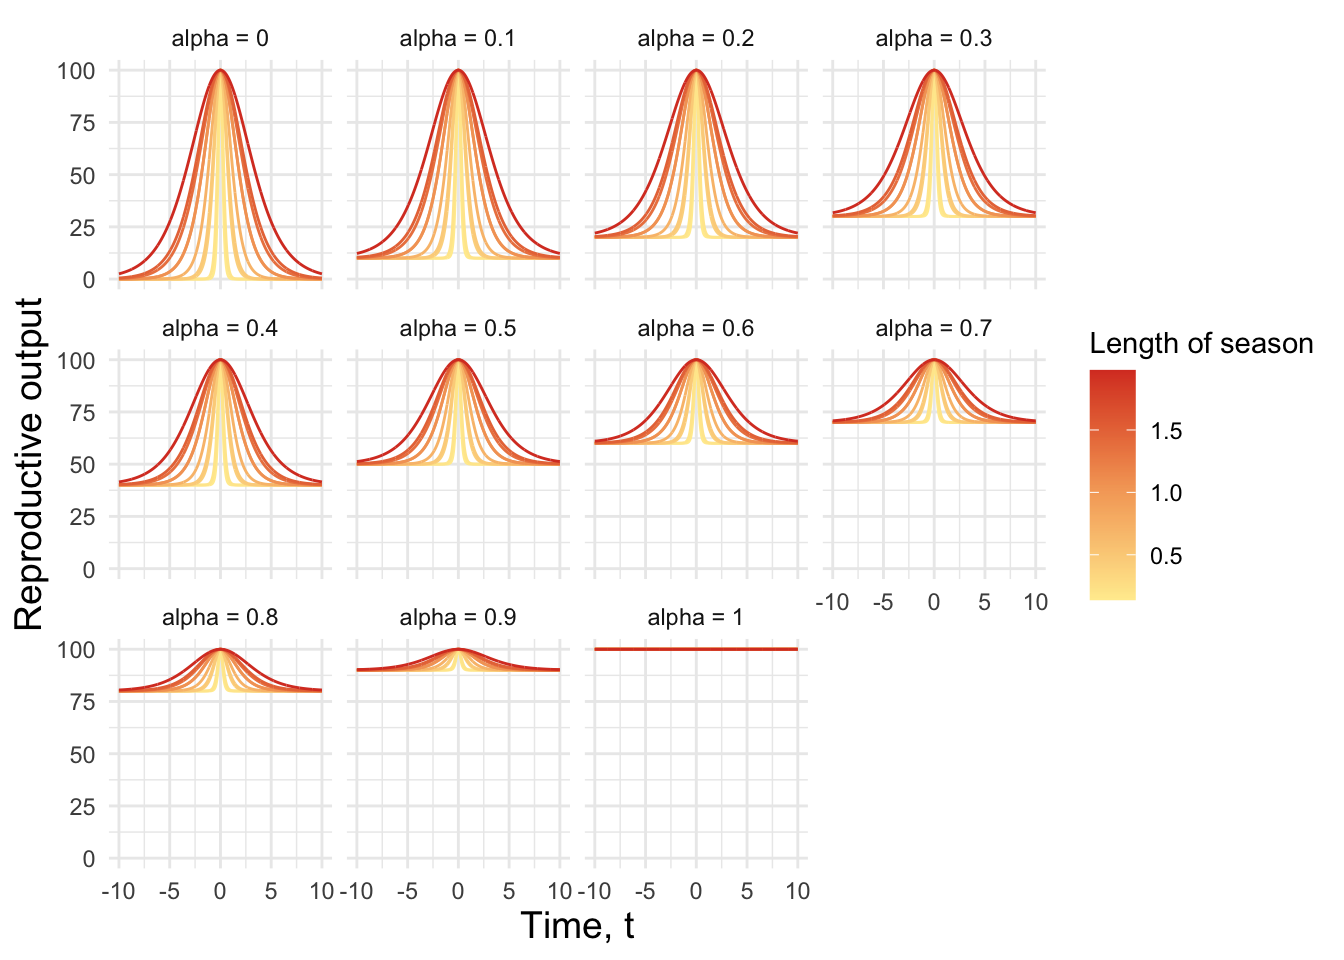 alpha = 0 alpha = 0.1 alpha = 0.2 alpha = 0.3
100
75
50
25
0
alpha = 0.4 alpha = 0.5 alpha = 0.6 alpha = 0.7
100
75
50
25
0
-10 -5 0 5 10
alpha = 0.8 alpha = 0.9 alpha = 1
100
75
50
25
0
-10 -5 0 5 10 -10 -5 0 5 10 -10 -5 0 5 10
Time, t
Reproductive output
Length of season
1.5
1.0
0.5